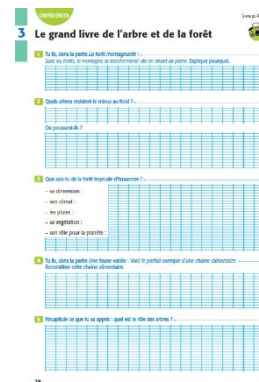 COMPRÉHENSION
Livre p.
3 Le grand livre de l'arbre et de la forêt
1 Tu lis, dans la partie La forêt montagnarde :
Sans les forêts, la montagne se transformerait vite en désert de pierre. Explique pourquoi.
2 Quels arbres résistent le mieux au froid ?
Où poussent-ils ?
3 Que sais-tu de la forêt tropicale d'Amazonie ?
– sa dimension :
– son climat :
– les pluies :
– sa végétation :
– son rôle pour la planète :
4 Tu lis, dans la partie Une faune variée : Voici le parfait exemple d'une chaîne alimentaire.
Reconstitue cette chaîne alimentaire.
5 Récapitule ce que tu as appris : quel est le rôle des arbres ?